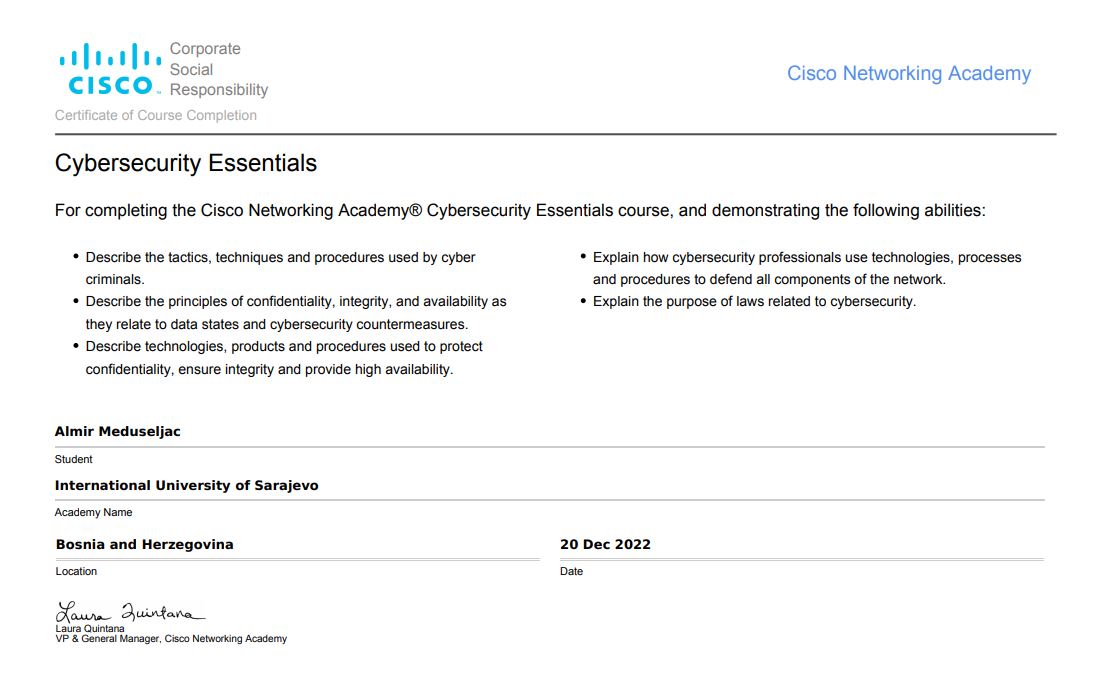 Corporate
Social
CISCO™ Responsibility
Cisco Networking Academy
Certificate of Course Completion
Cybersecurity Essentials
For completing the Cisco Networking Academy® Cybersecurity Essentials course, and demonstrating the following abilities:
• Describe the tactics, techniques and procedures used by cyber
criminals.
• Describe the principles of confidentiality, integrity, and availability as
they relate to data states and cybersecurity countermeasures.
• Describe technologies, products and procedures used to protect
confidentiality, ensure integrity and provide high availability.
• Explain how cybersecurity professionals use technologies, processes
and procedures to defend all components of the network.
• Explain the purpose of laws related to cybersecurity.
Almir Meduseljac
Student
International University of Sarajevo
Academy Name
Bosnia and Herzegovina
Location
20 Dec 2022
Date
Laura Quintana
Laura Quintana
VP & General Manager, Cisco Networking Academy